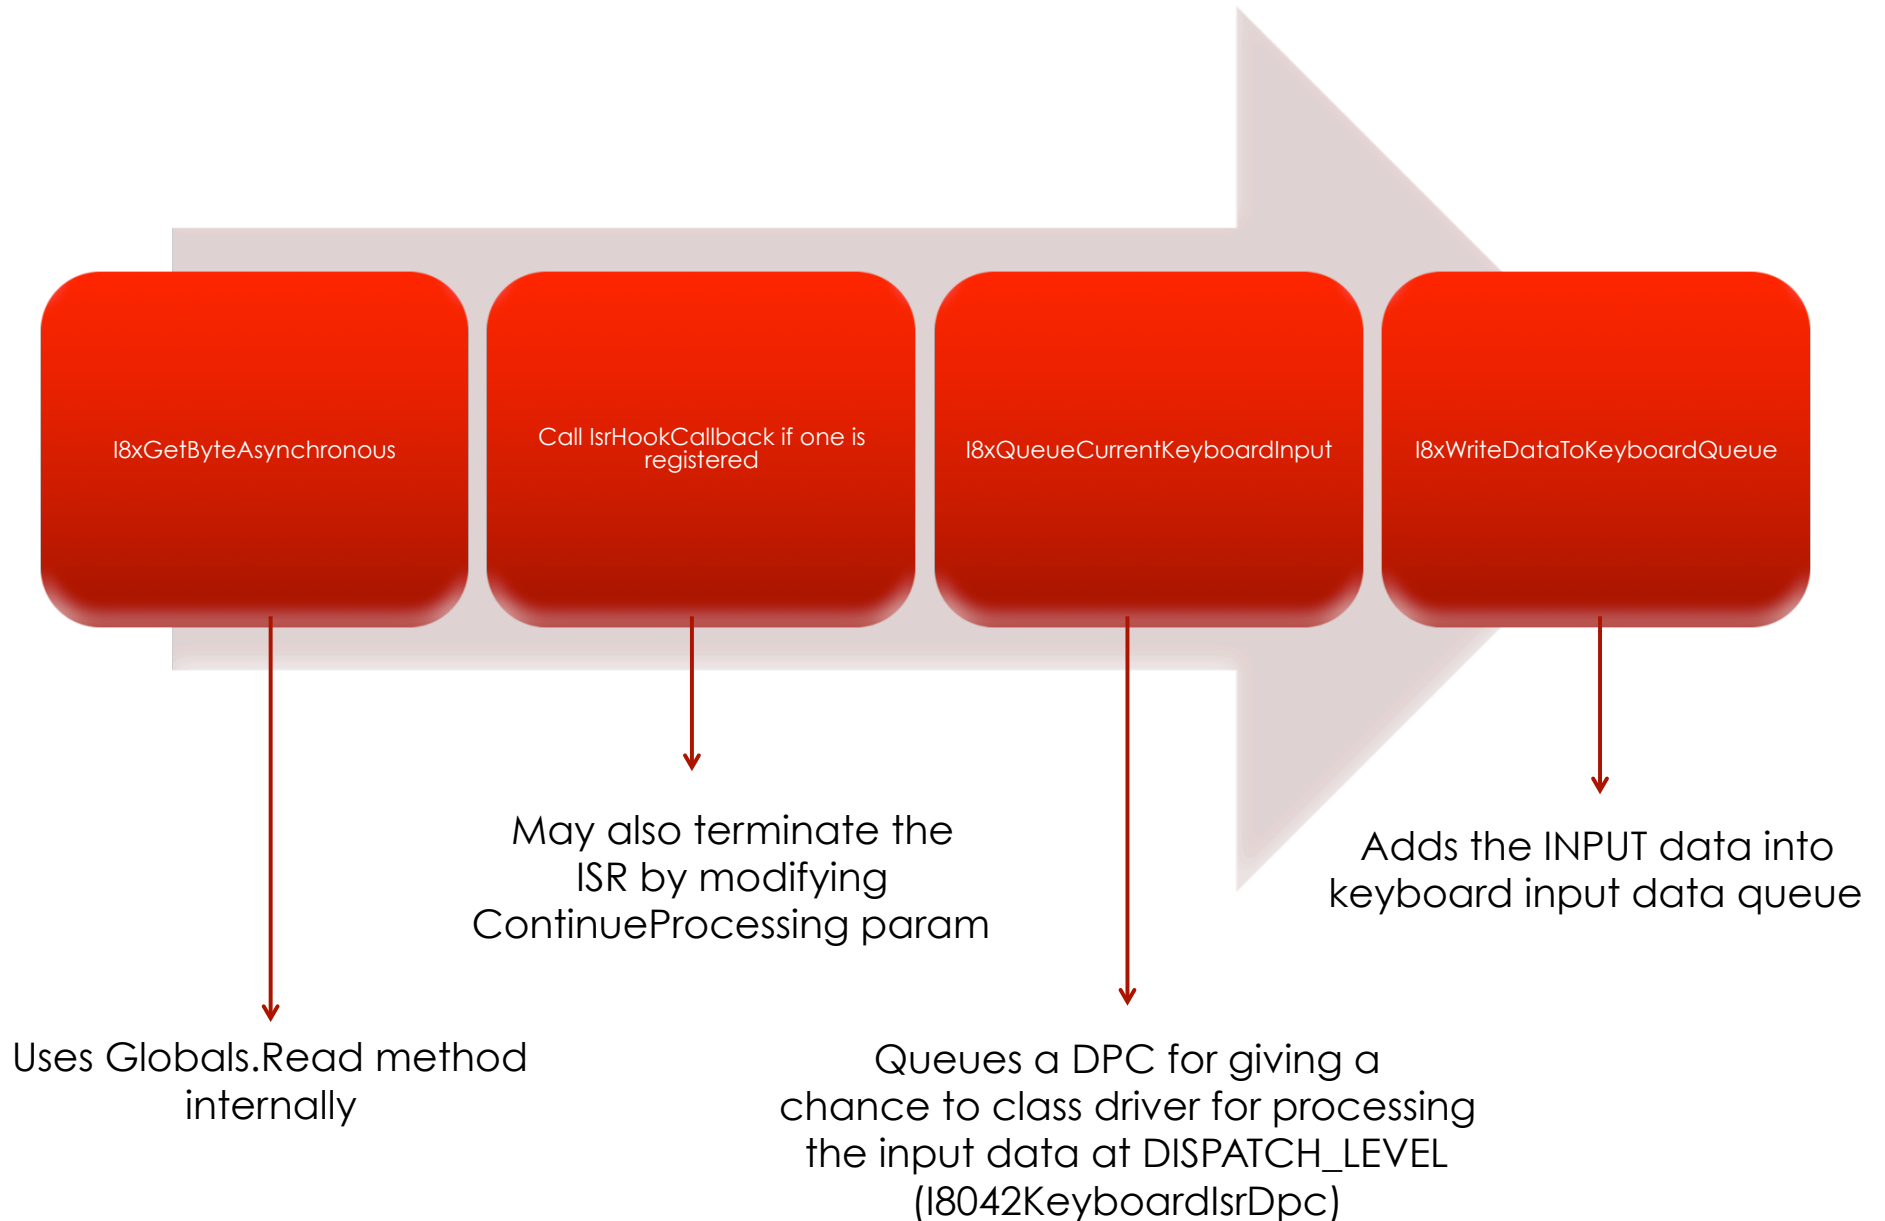 I8xGetByteAsynchronous
Call IsrHookCallback if one is
registered
I8xQueueCurrentKeyboardInput
I8xWriteDataToKeyboardQueue
Uses Globals.Read method
internally
May also terminate the
ISR by modifying
ContinueProcessing param
Queues a DPC for giving a
chance to class driver for processing
the input data at DISPATCH_LEVEL
(I8042KeyboardIsrDpc)
Adds the INPUT data into
keyboard input data queue